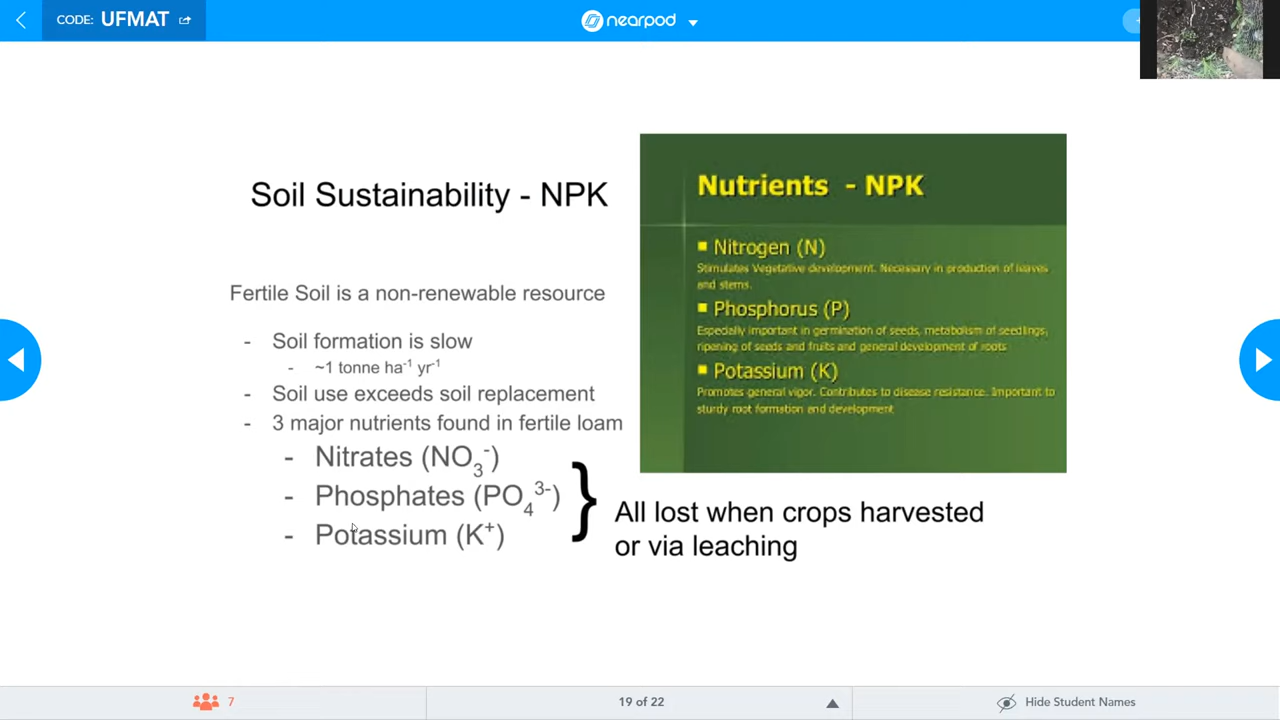 CODE: UFMAT
nearpod
Soil Sustainability - NPK
Fertile Soil is a non-renewable resource
- Soil formation is slow
- ~1 tonne ha⁻¹ yr⁻¹
- Soil use exceeds soil replacement
- 3 major nutrients found in fertile loam
- Nitrates (NO₃⁻)
- Phosphates (PO₄³⁻)
- Potassium (K⁺)
All lost when crops harvested
or via leaching
Nutrients - NPK
Nitrogen (N)
Stimulates Vegetative development. Necessary in production of leaves
and stems.
Phosphorus (P)
Especially important in germination of seeds, metabolism of seedlings,
ripening of seeds and fruits and general development of roots
Potassium (K)
Promotes general vigor. Contributes to disease resistance. Important to
sturdy root formation and development
7
19 of 22
Hide Student Names